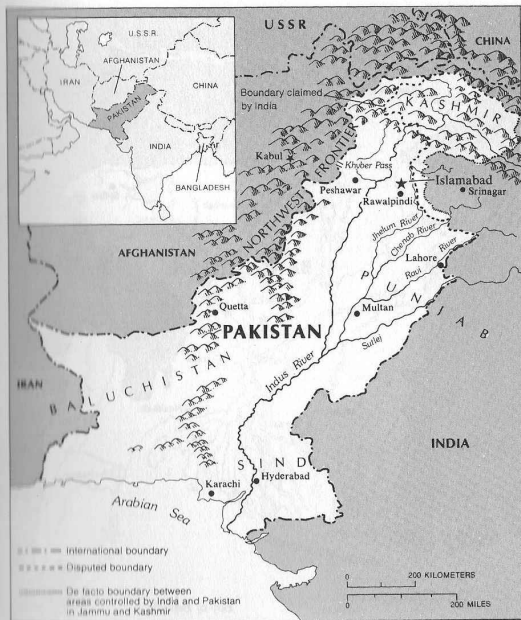 U.S.S.R.
AFGHANISTAN
IRAN
CHINA
PAKISTAN
INDIA
BANGLADESH
USSR
CHINA
Boundary claimed
by India
KASHMIR
Kabul
NORTHWEST FRONTIER
Khyber Pass
Peshawar
Rawalpindi
Islamabad
Srinagar
AFGHANISTAN
Jhelum River
Chenab River
Lahore
Ravi River
PUNJAB
Quetta
Multan
PAKISTAN
Sutlej
Indus River
IRAN
BALUCHISTAN
INDIA
SIND
Karachi
Hyderabad
Arabian Sea
International boundary
Disputed boundary
De facto boundary between
areas controlled by India and Pakistan
in Jammu and Kashmir
0 200 KILOMETERS
0 200 MILES